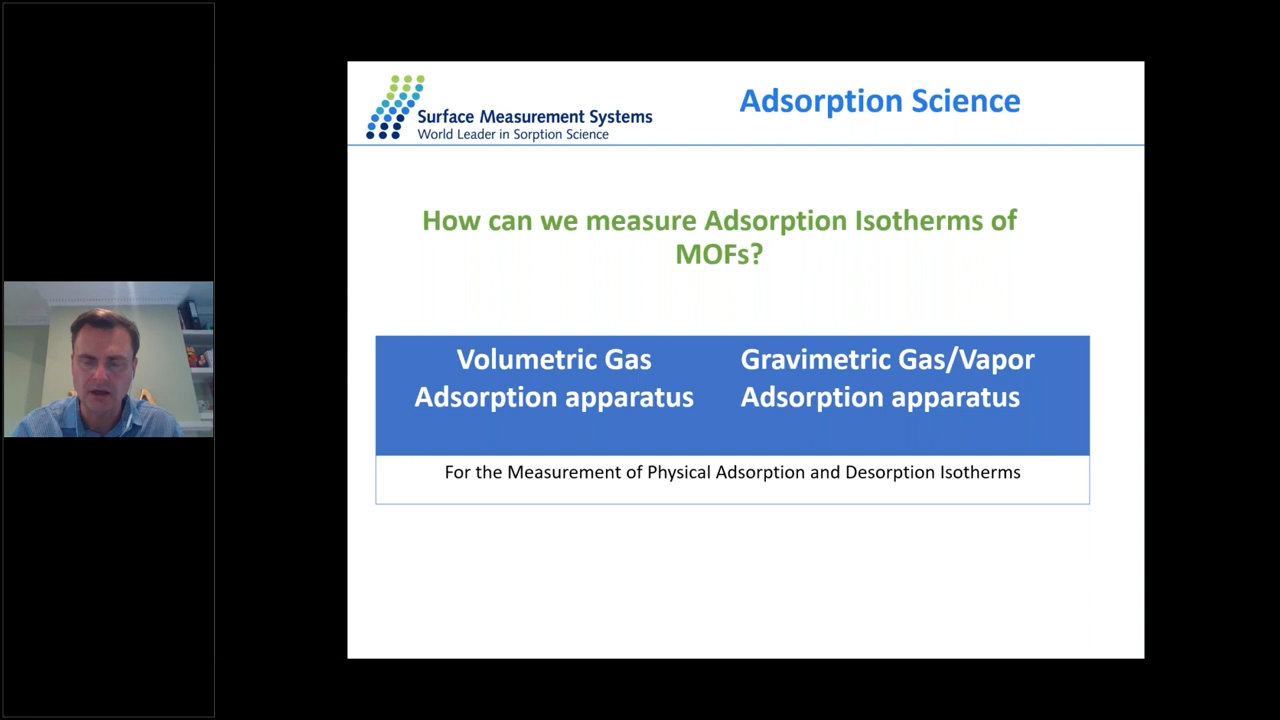 Surface Measurement Systems
World Leader in Sorption Science
Adsorption Science
How can we measure Adsorption Isotherms of
MOFs?
Volumetric Gas
Adsorption apparatus
Gravimetric Gas/Vapor
Adsorption apparatus
For the Measurement of Physical Adsorption and Desorption Isotherms